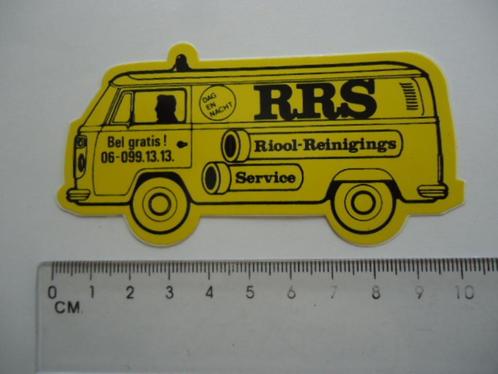 DAG
EN
NACHT
R.R.S
Riool-Reinigings
Service
Bel gratis !
06-099.13.13.
0 1 2 3 4 5 6 7 8 9 10
CM